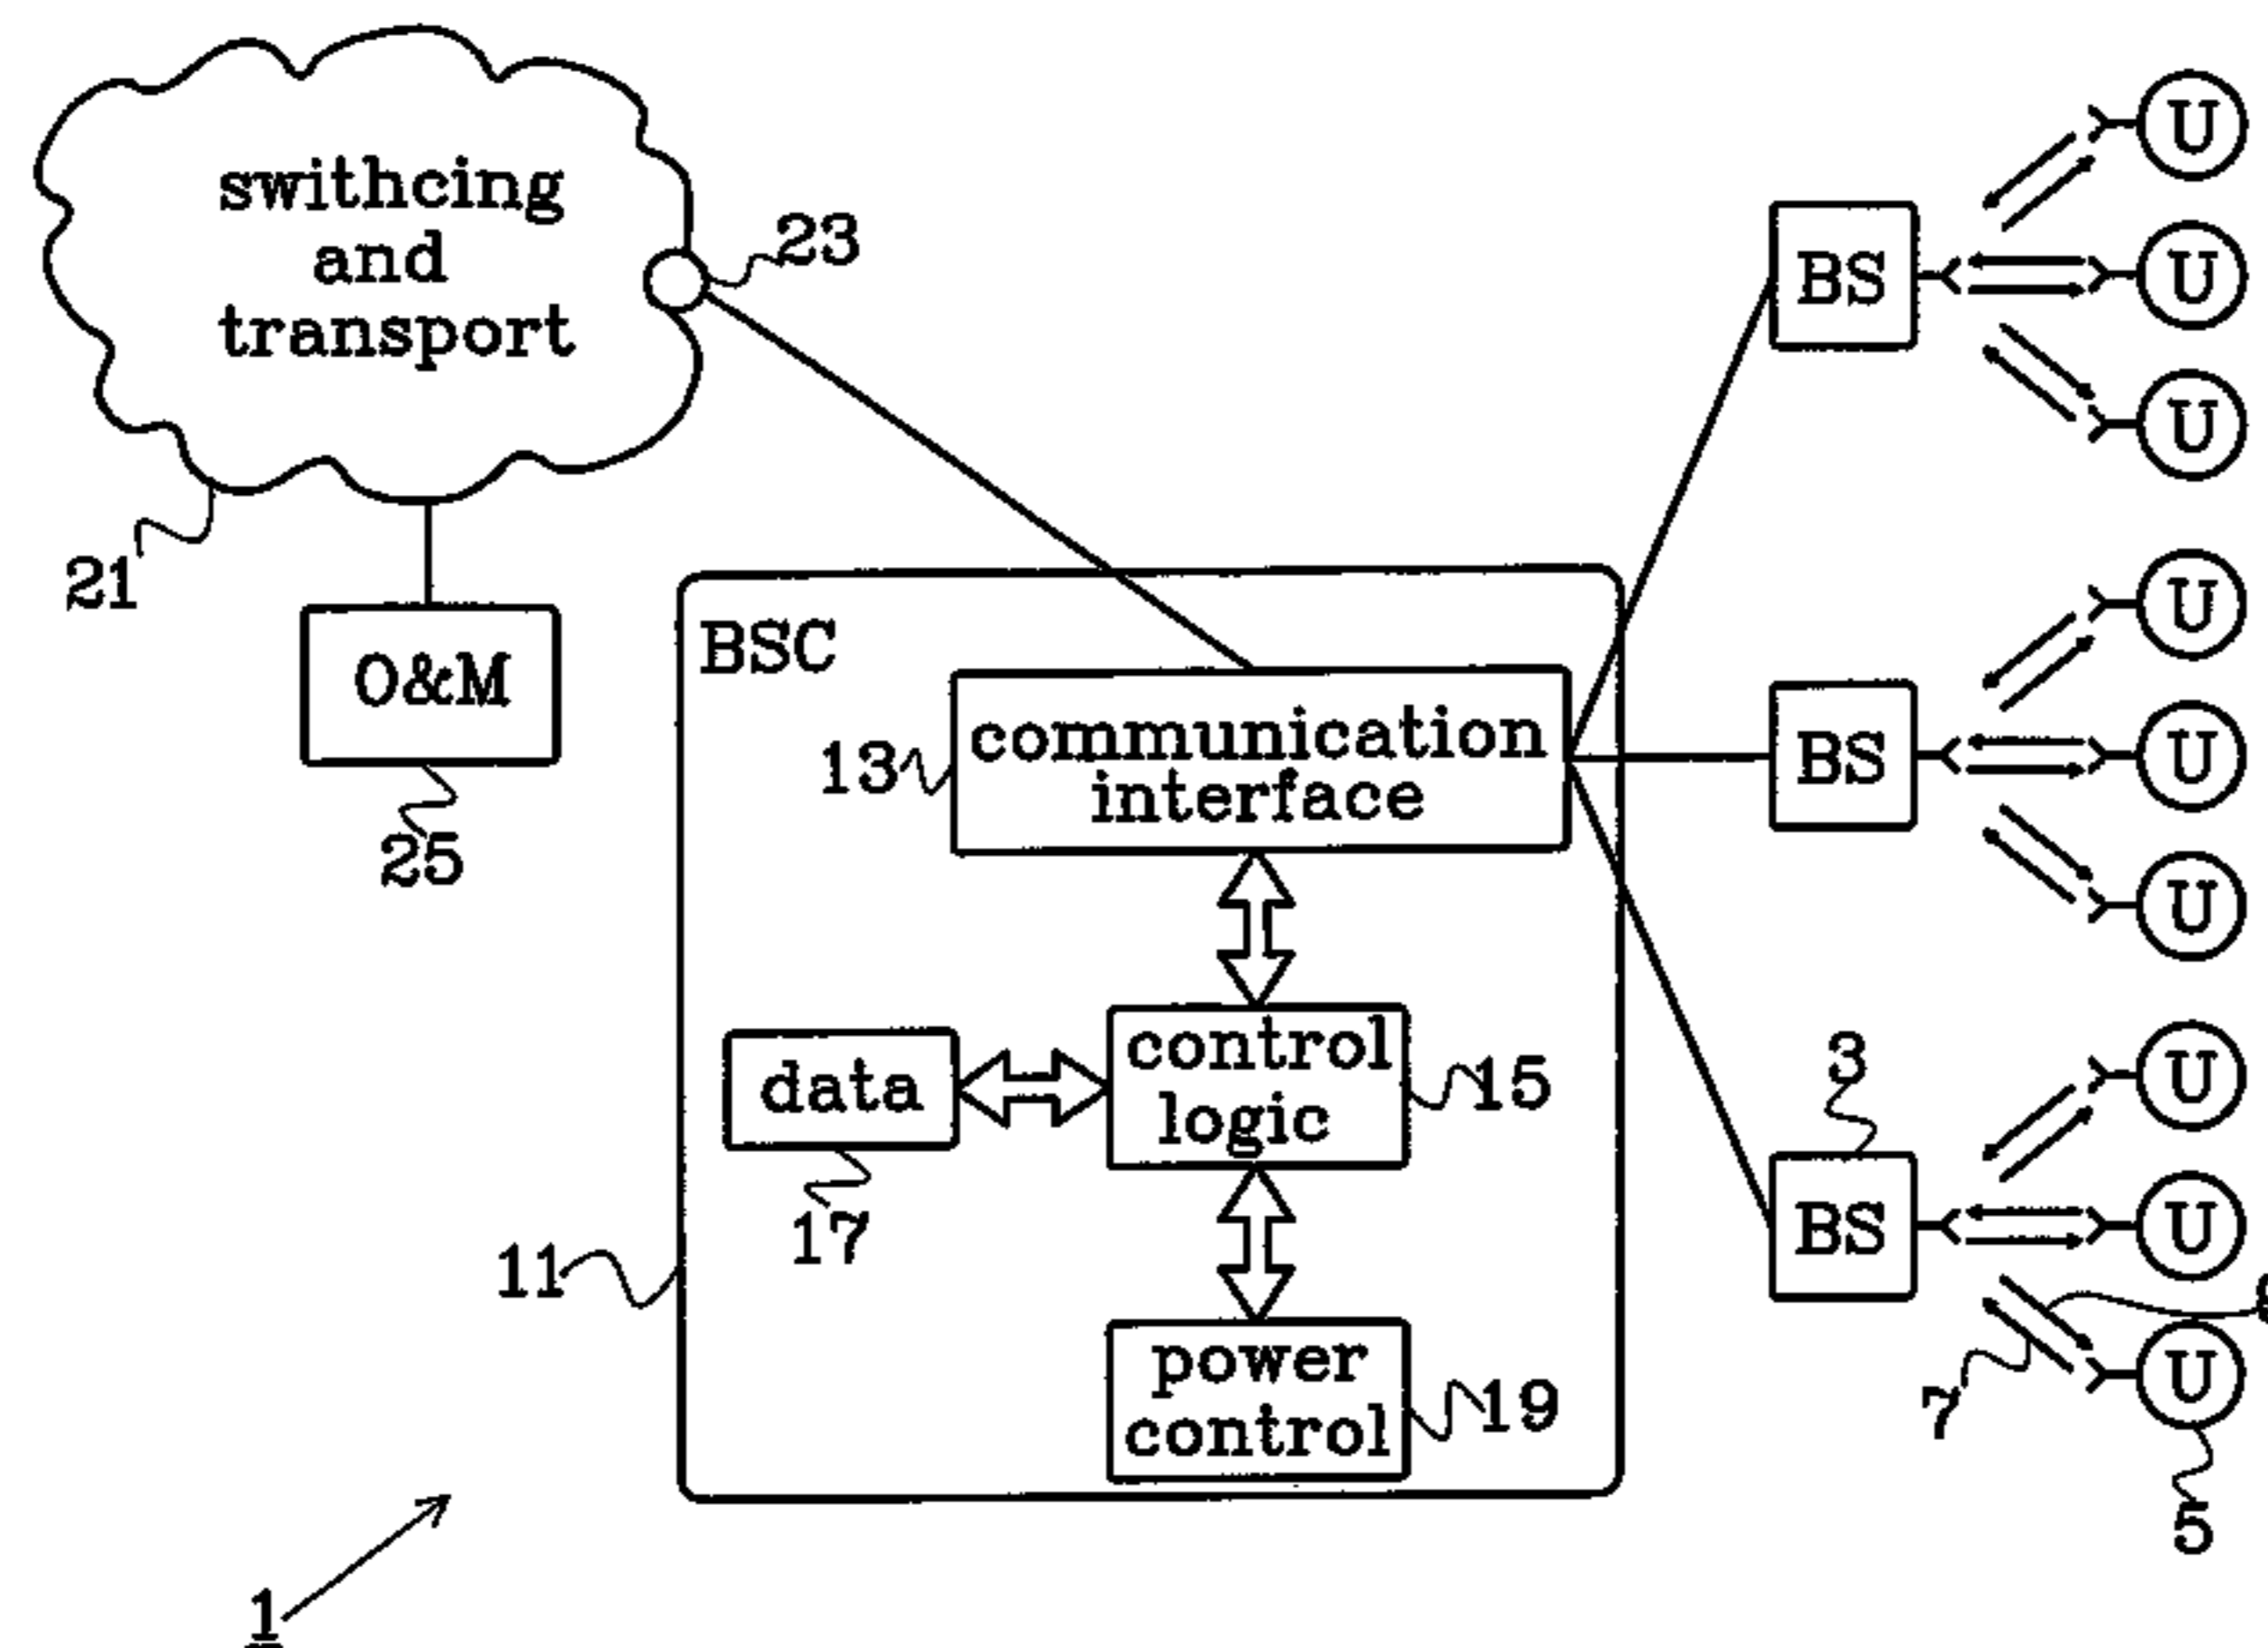 swithcing
and
transport
23
21
O&M
25
BSC
communication
interface
13
control
logic
15
data
17
power
control
19
11
1
BS
U
U
U
BS
U
U
U
3
BS
U
U
U
7
5